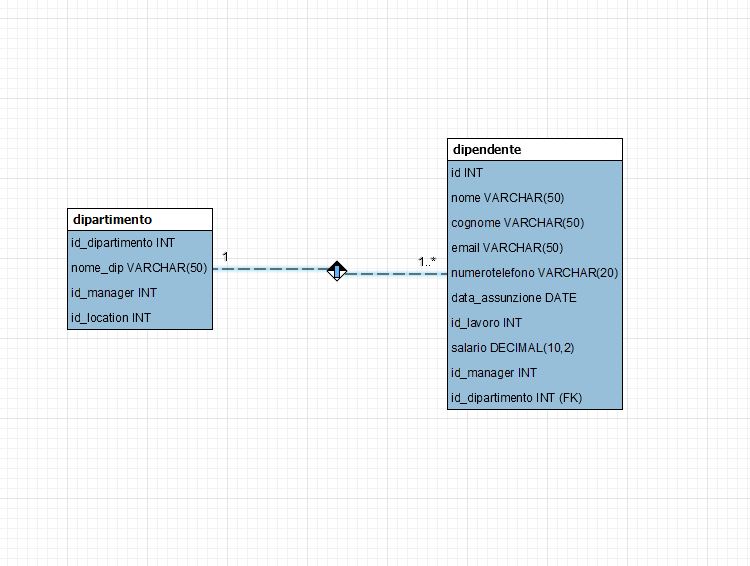 dipartimento
id_dipartimento INT
nome_dip VARCHAR(50)
id_manager INT
id_location INT
1
1..*
dipendente
id INT
nome VARCHAR(50)
cognome VARCHAR(50)
email VARCHAR(50)
numerotelefono VARCHAR(20)
data_assunzione DATE
id_lavoro INT
salario DECIMAL(10,2)
id_manager INT
id_dipartimento INT (FK)